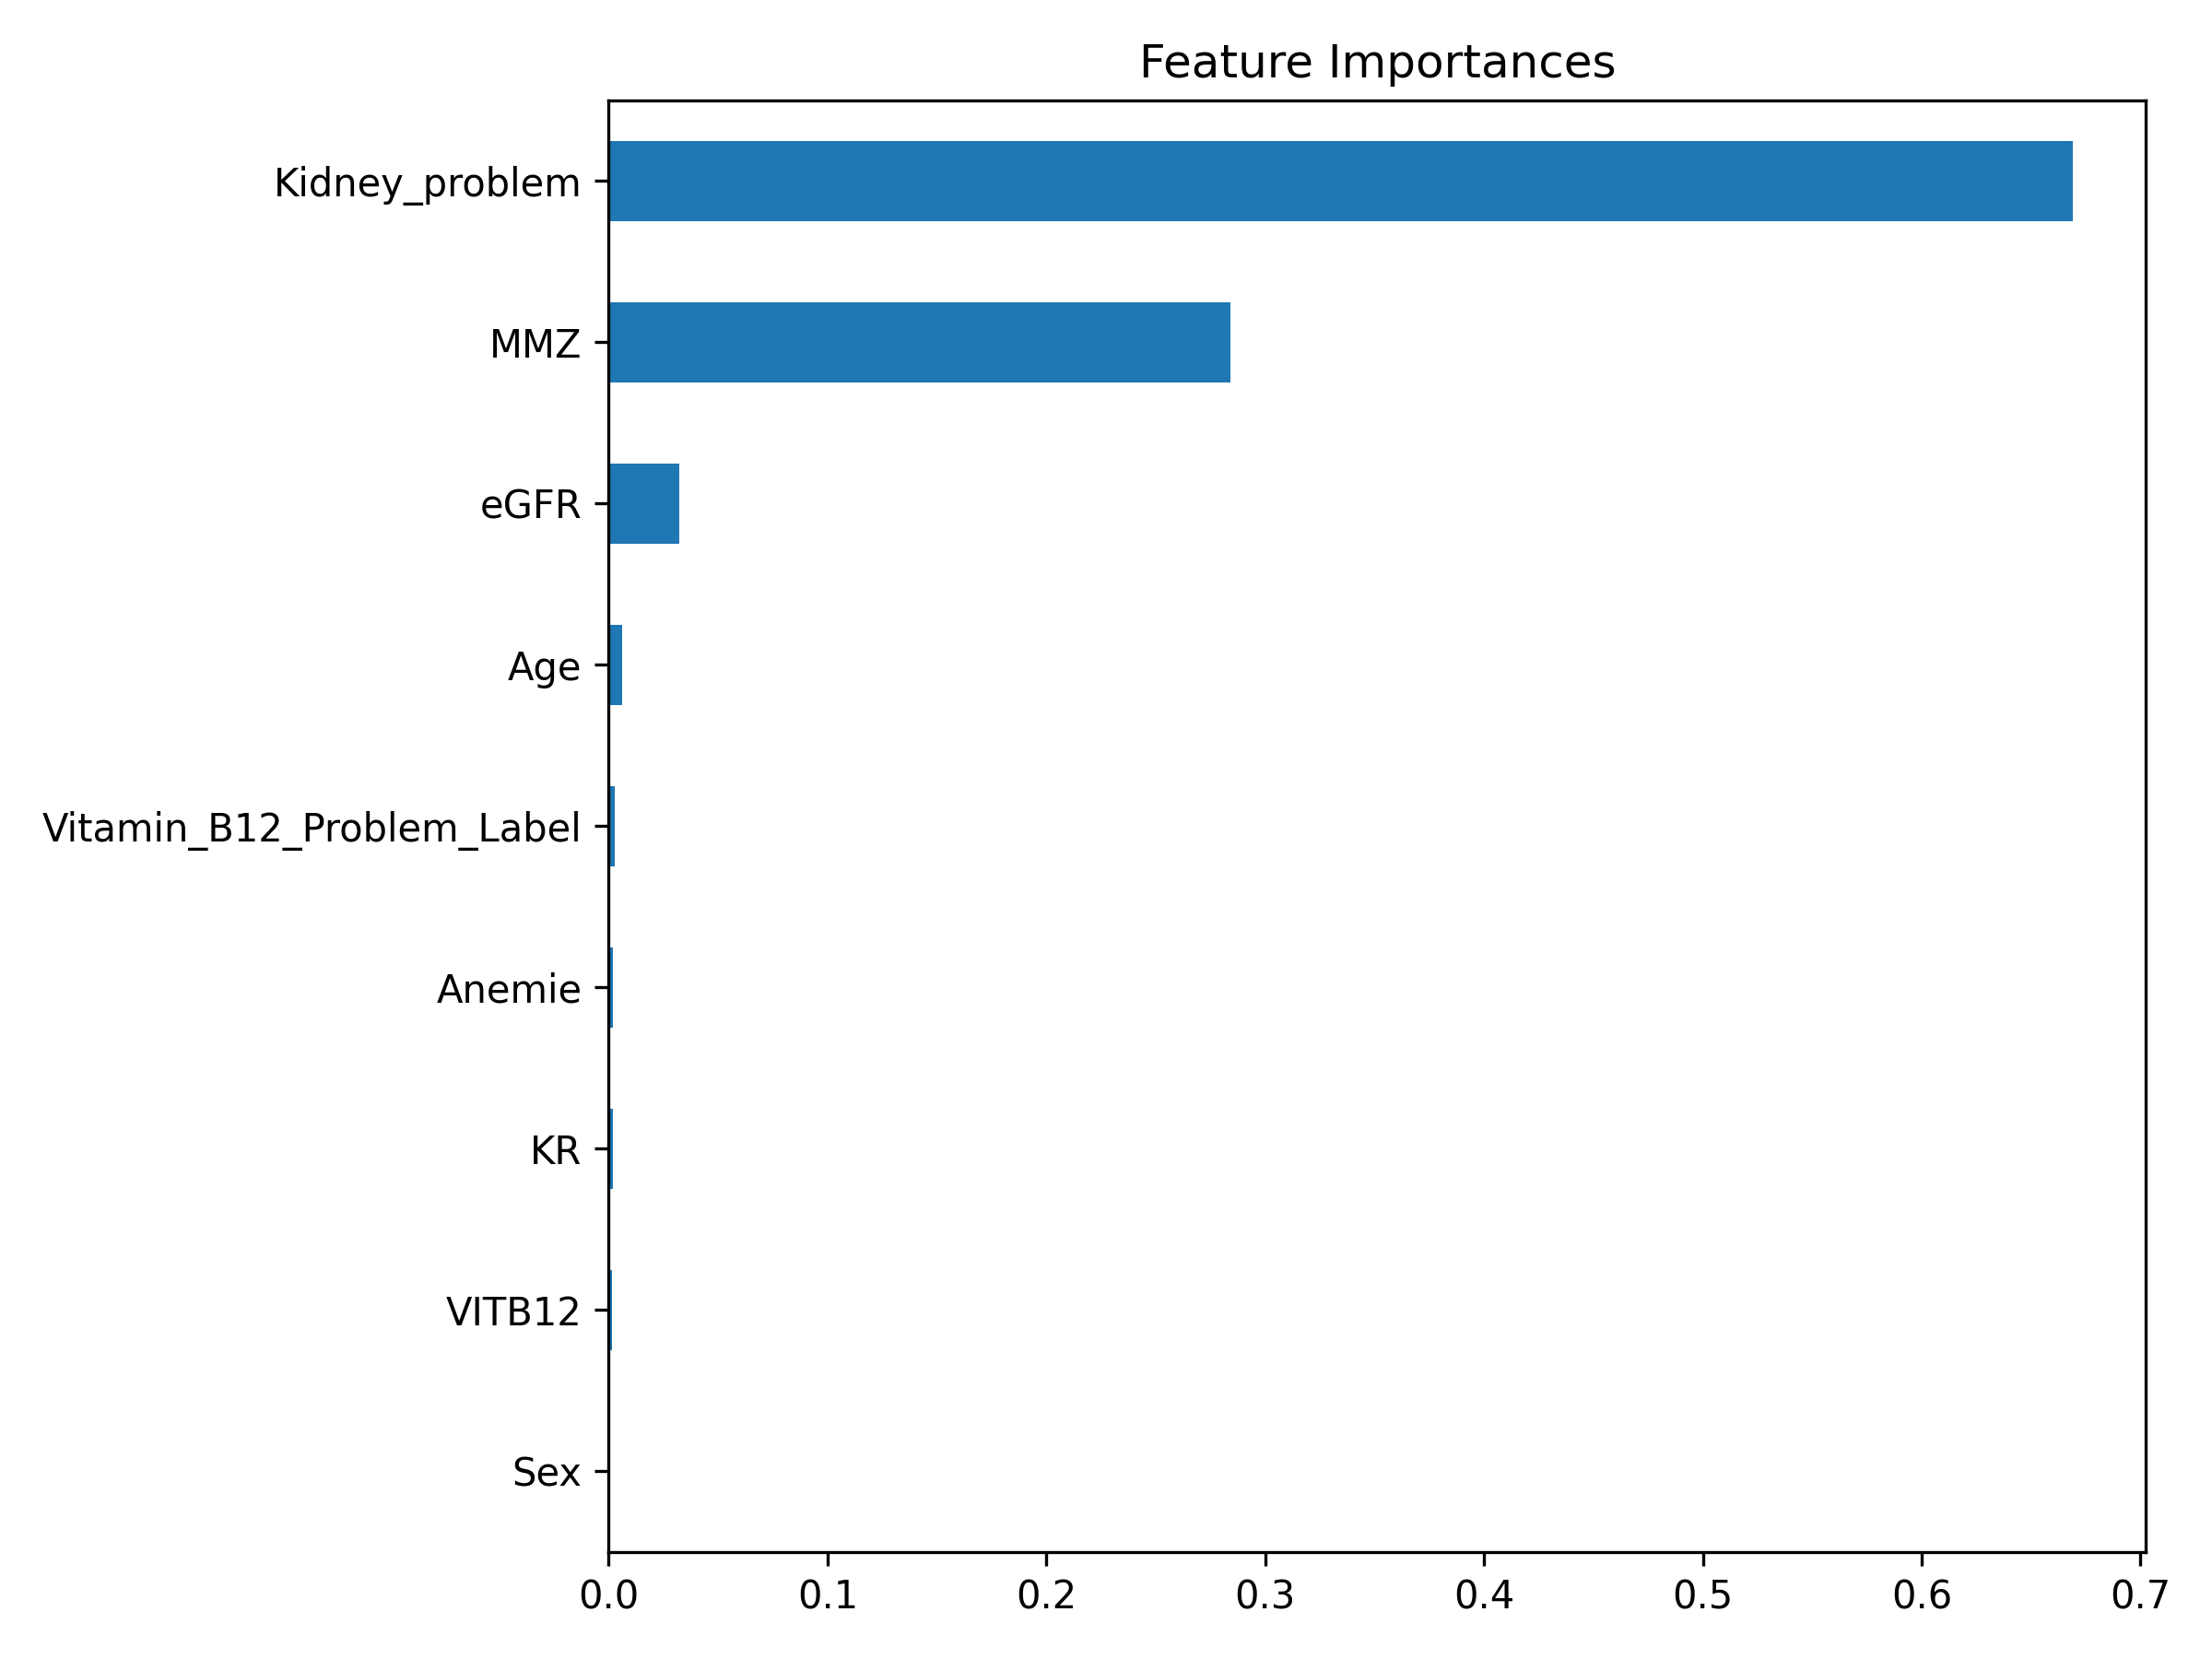 Feature Importances
Kidney_problem
MMZ
eGFR
Age
Vitamin_B12_Problem_Label
Anemie
KR
VITB12
Sex
0.0 0.1 0.2 0.3 0.4 0.5 0.6 0.7